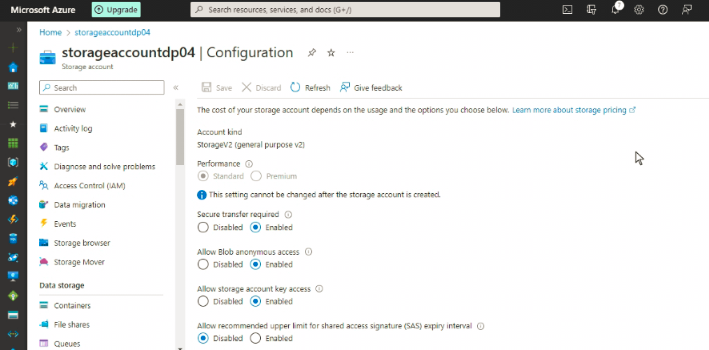 Microsoft Azure
Upgrade
Search resources, services, and docs (G+/)
1
Home > storageaccountdp04
storageaccountdp04 | Configuration
Storage account
Search
Save
Discard
Refresh
Give feedback
Overview
Activity log
Tags
Diagnose and solve problems
Access Control (IAM)
Data migration
Events
Storage browser
Storage Mover
Data storage
Containers
File shares
Queues
The cost of your storage account depends on the usage and the options you choose below. Learn more about storage pricing
Account kind
StorageV2 (general purpose v2)
Performance
Standard Premium
This setting cannot be changed after the storage account is created.
Secure transfer required
Disabled Enabled
Allow Blob anonymous access
Disabled Enabled
Allow storage account key access
Disabled Enabled
Allow recommended upper limit for shared access signature (SAS) expiry interval
Disabled Enabled